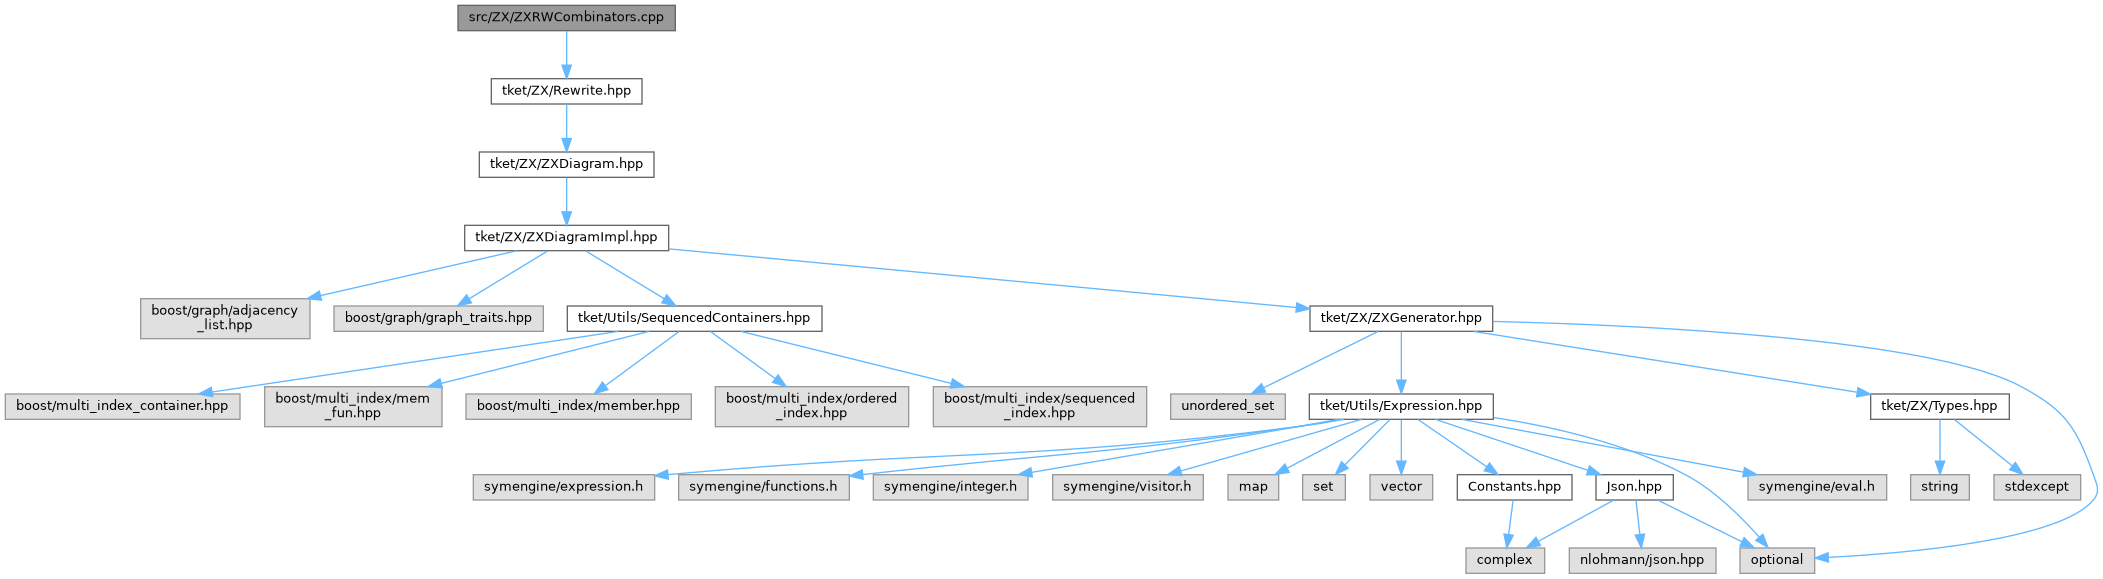 src/ZX/ZXRWCombinators.cpp
tket/ZX/Rewrite.hpp
tket/ZX/ZXDiagram.hpp
tket/ZX/ZXDiagramImpl.hpp
boost/graph/adjacency
_list.hpp
boost/graph/graph_traits.hpp
tket/Utils/SequencedContainers.hpp
tket/ZX/ZXGenerator.hpp
boost/multi_index_container.hpp
boost/multi_index/mem
_fun.hpp
boost/multi_index/member.hpp
boost/multi_index/ordered
_index.hpp
boost/multi_index/sequenced
_index.hpp
unordered_set
tket/Utils/Expression.hpp
tket/ZX/Types.hpp
symengine/expression.h
symengine/functions.h
symengine/integer.h
symengine/visitor.h
map
set
vector
Constants.hpp
Json.hpp
symengine/eval.h
string
stdexcept
complex
nlohmann/json.hpp
optional